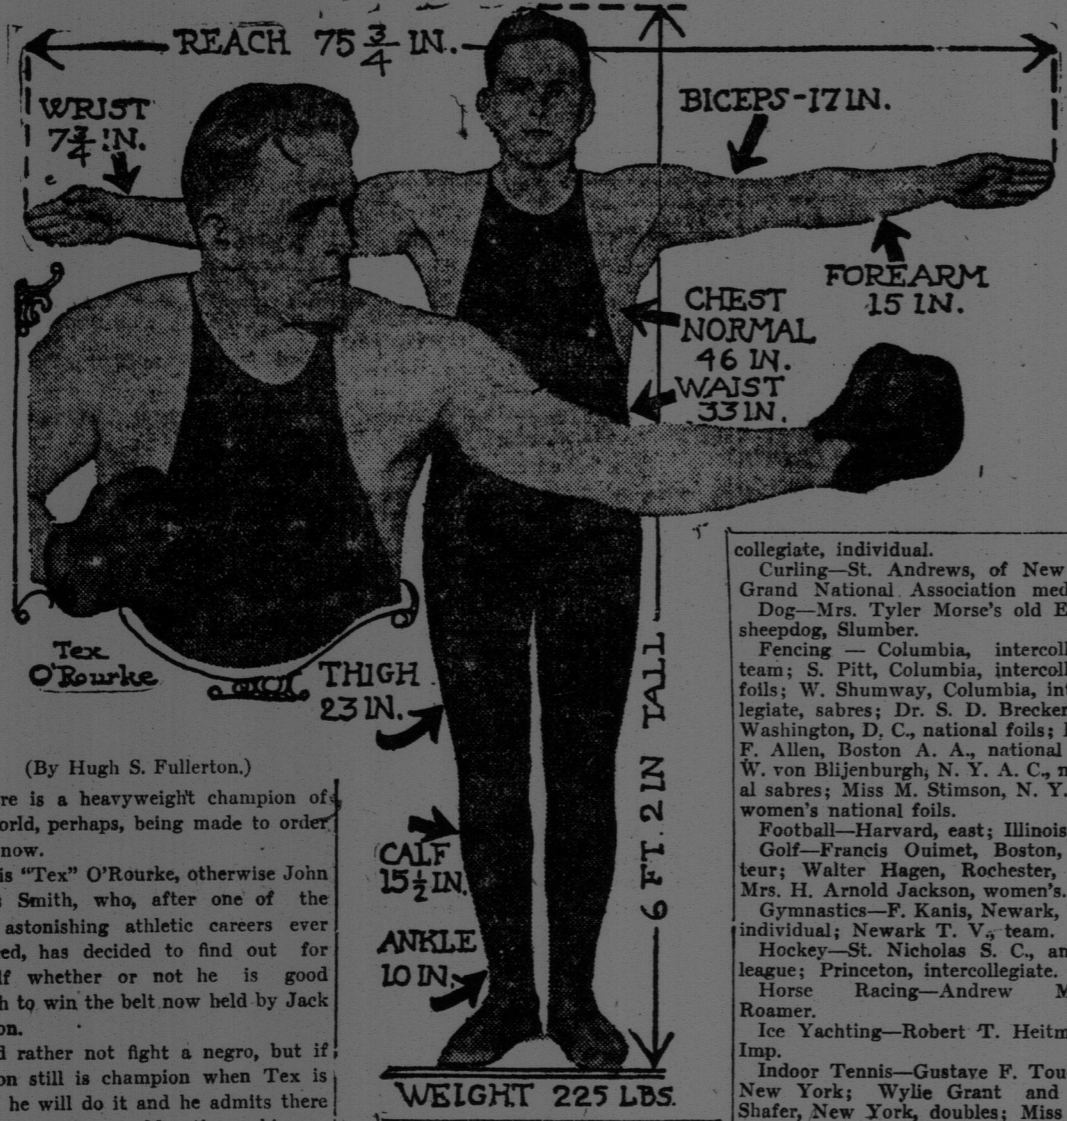 REACH 75 3/4 IN.
WRIST
7 3/4 IN.
BICEPS-17 IN.
FOREARM
15 IN.
CHEST
NORMAL
46 IN.
WAIST
33 IN.
Tex
O'Rourke
THIGH
23 IN.
6 FT. 2 IN TALL
CALF
15 1/2 IN.
ANKLE
10 IN.
WEIGHT 225 LBS.
(By Hugh S. Fullerton.)
re is a heavyweight champion of
orld, perhaps, being made to order
now.
is "Tex" O'Rourke, otherwise John
s Smith, who, after one of the
astonishing athletic careers ever
ed, has decided to find out for
lf whether or not he is good
h to win the belt now held by Jack
on.
d rather not fight a negro, but if
on still is champion when Tex is
he will do it and he admits there
collegiate, individual.
Curling—St. Andrews, of New
Grand National Association med
Dog—Mrs. Tyler Morse's old E
sheepdog, Slumber.
Fencing — Columbia, intercoll
team; S. Pitt, Columbia, intercoll
foils; W. Shumway, Columbia, int
legiate, sabres; Dr. S. D. Brecker
Washington, D. C., national foils;
F. Allen, Boston A. A., national
W. von Blijenburgh, N. Y. A. C., n
al sabres; Miss M. Stimson, N. Y.
women's national foils.
Football—Harvard, east; Illinois
Golf—Francis Ouimet, Boston,
teur; Walter Hagen, Rochester,
Mrs. H. Arnold Jackson, women's.
Gymnastics—F. Kanis, Newark,
individual; Newark T. V., team.
Hockey—St. Nicholas S. C., an
league; Princeton, intercollegiate.
Horse Racing—Andrew M
Roamer.
Ice Yachting—Robert T. Heitm
Imp.
Indoor Tennis—Gustave F. Tou
New York; Wylie Grant and
Shafer, New York, doubles; Miss